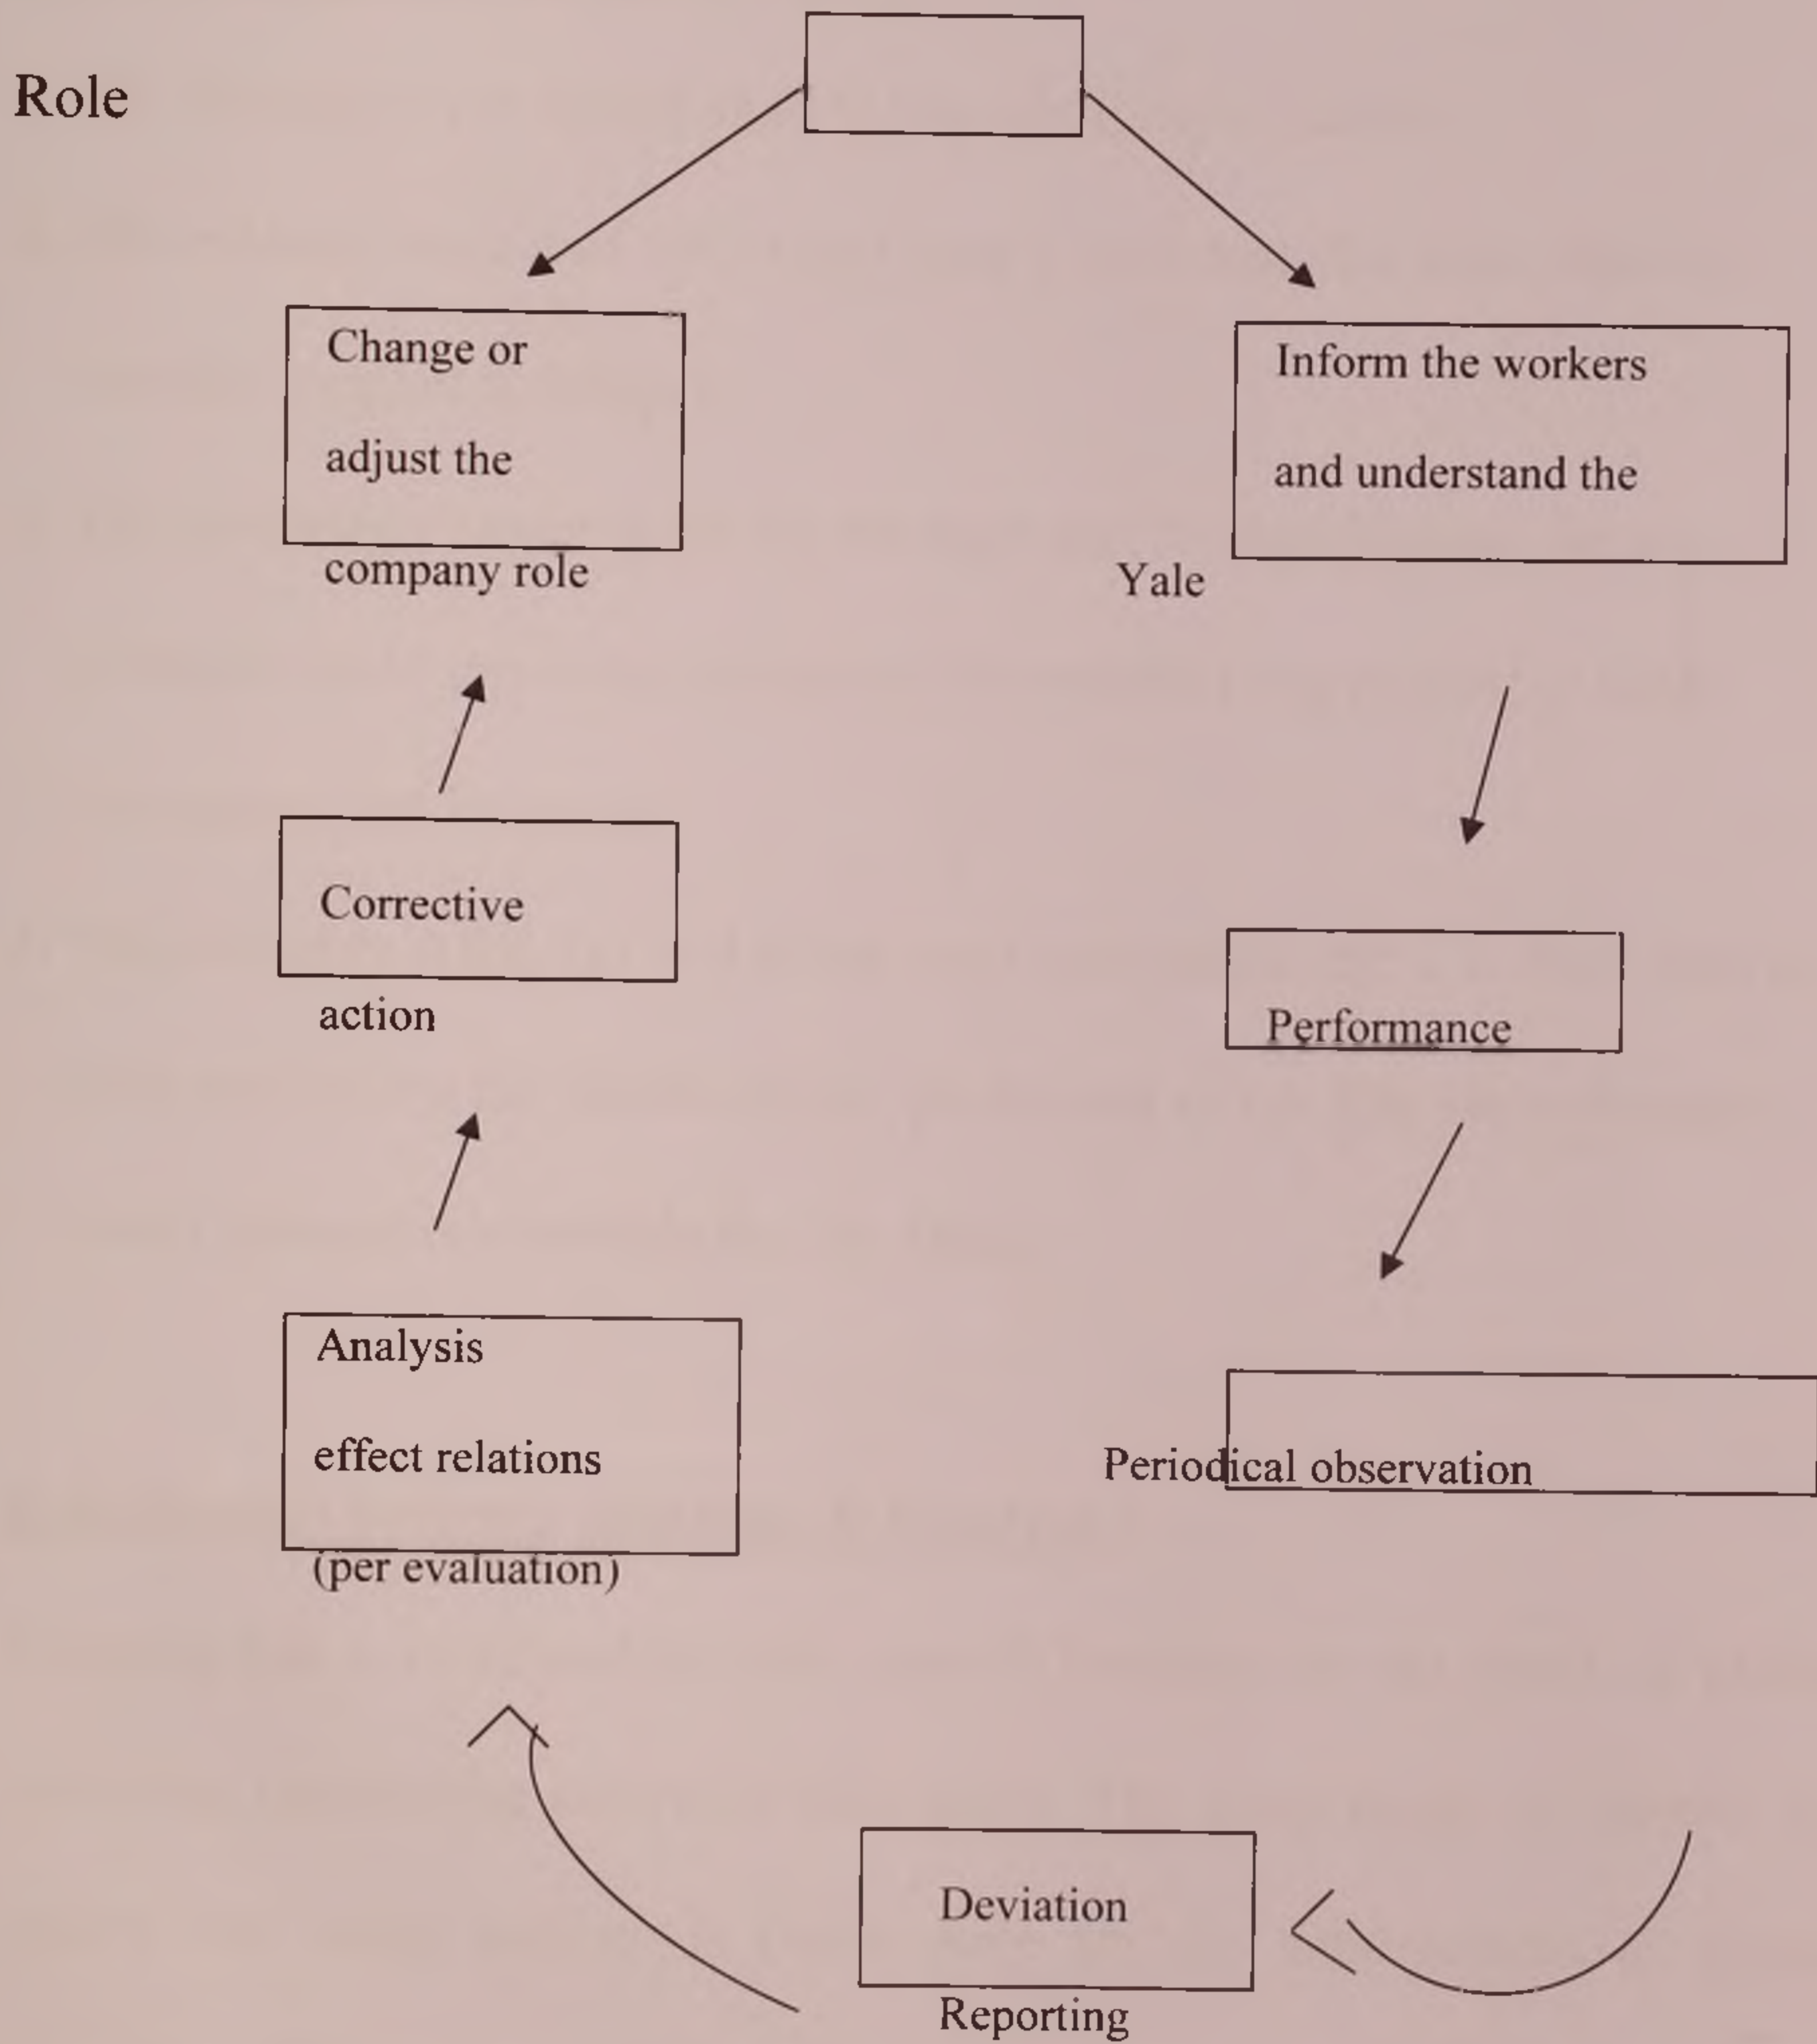 Role
Change or
adjust the
company role
Inform the workers
and understand the
Yale
Corrective
action
Performance
Analysis
effect relations
(per evaluation)
Periodical observation
Deviation
Reporting